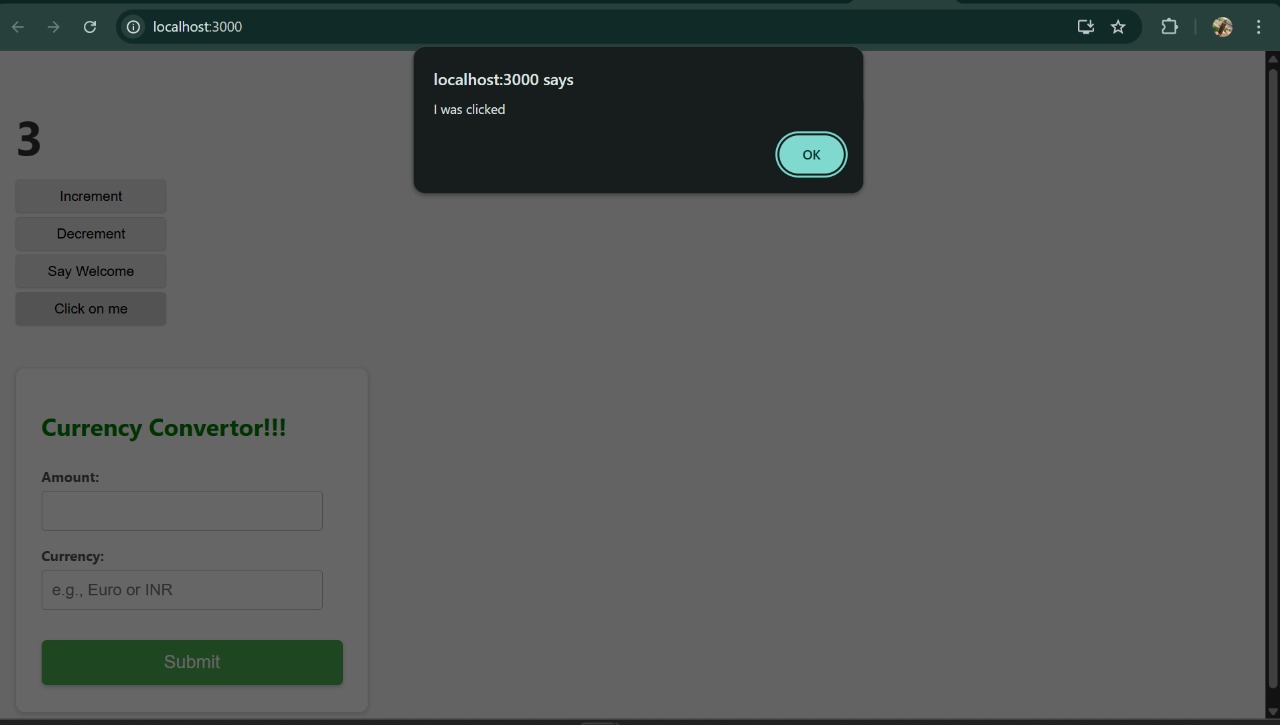 localhost:3000
localhost:3000 says
I was clicked
OK
3
Increment
Decrement
Say Welcome
Click on me
Currency Convertor!!!
Amount:
Currency:
e.g., Euro or INR
Submit